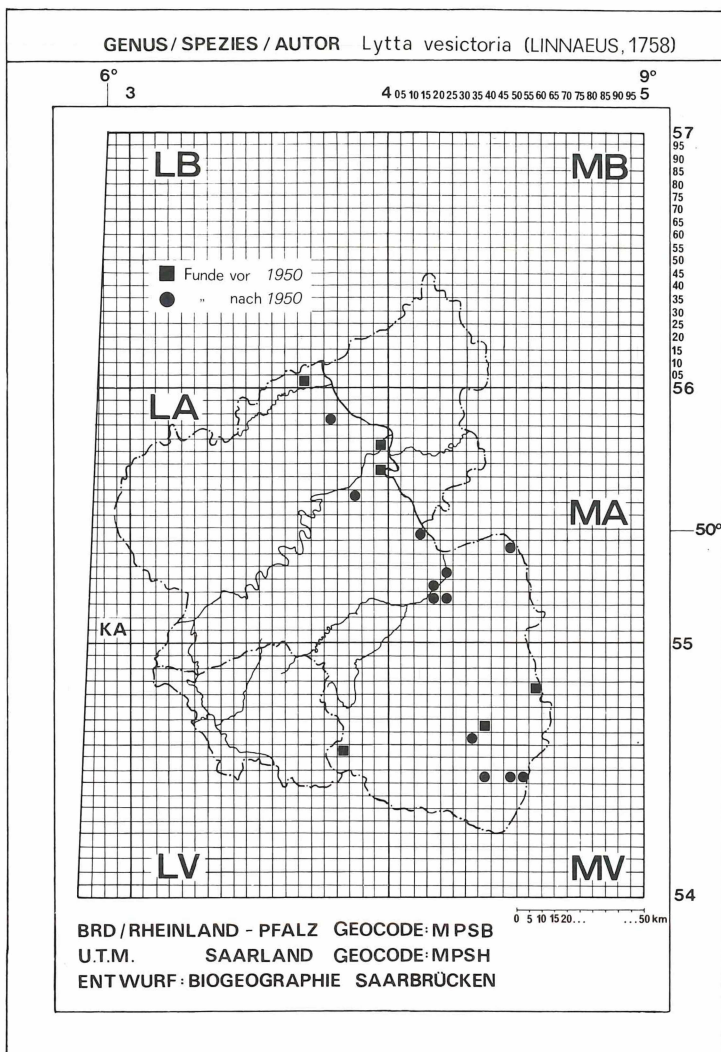 GENUS/SPEZIES/AUTOR Lytta vesictoria (LINNAEUS, 1758)
6° 9°
3 4 05 10 15 20 25 30 35 40 45 50 55 60 65 70 75 80 85 90 95 5
57
LB MB
95
90
85
80
75
70
65
60
55
50
45
40
35
30
25
20
15
10
05
Funde vor 1950
„ nach 1950
56
LA
MA
50°
KA
55
LV MV
54
0 5 10 15 20... ...50 km
BRD/RHEINLAND - PFALZ GEOCODE: MPSB
U.T.M. SAARLAND GEOCODE: MPSH
ENTWURF: BIOGEOGRAPHIE SAARBRÜCKEN